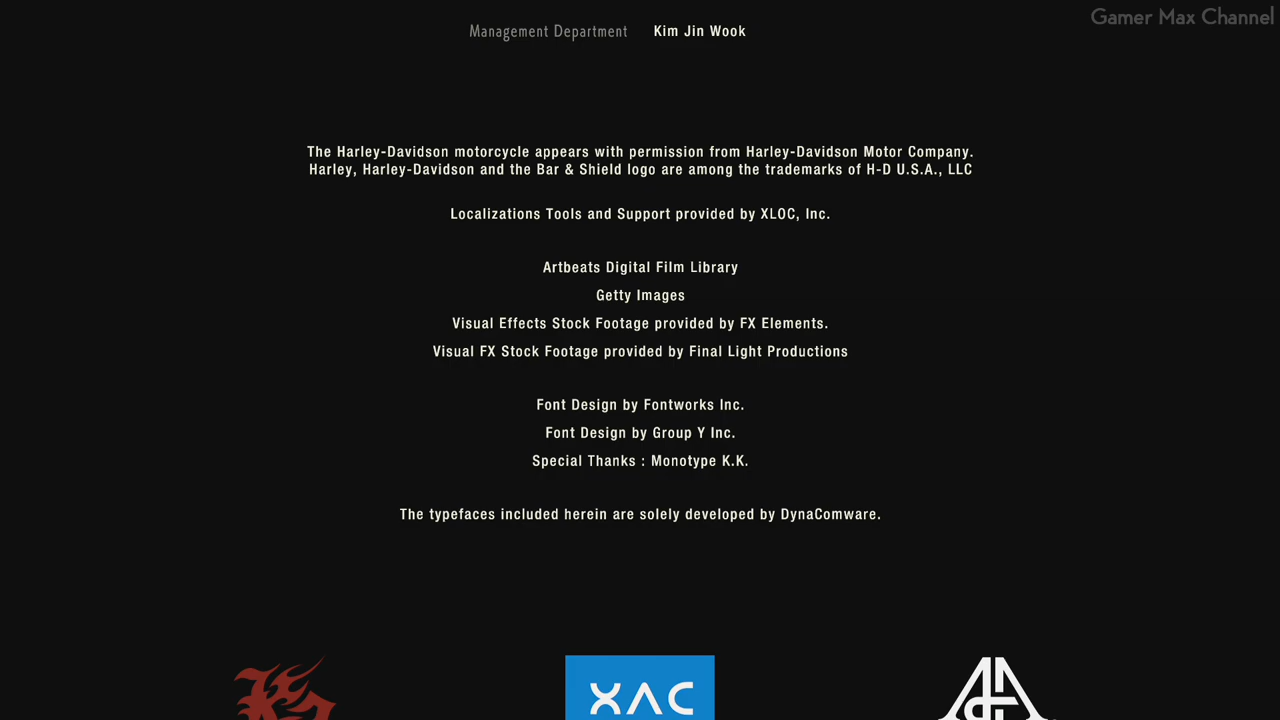 Gamer Max Channel
Management Department Kim Jin Wook
The Harley-Davidson motorcycle appears with permission from Harley-Davidson Motor Company.
Harley, Harley-Davidson and the Bar & Shield logo are among the trademarks of H-D U.S.A., LLC
Localizations Tools and Support provided by XLOC, Inc.
Artbeats Digital Film Library
Getty Images
Visual Effects Stock Footage provided by FX Elements.
Visual FX Stock Footage provided by Final Light Productions
Font Design by Fontworks Inc.
Font Design by Group Y Inc.
Special Thanks : Monotype K.K.
The typefaces included herein are solely developed by DynaComware.
XAC